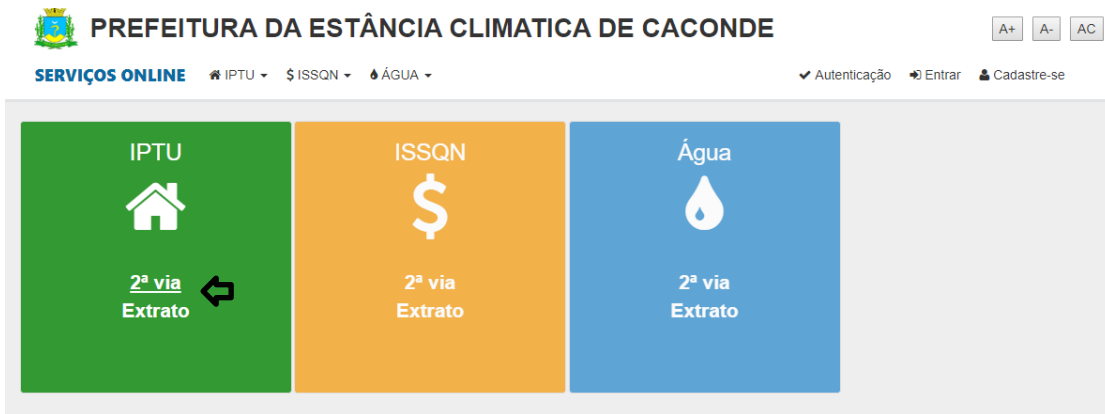 PREFEITURA DA ESTÂNCIA CLIMATICA DE CACONDE
A+ A- AC
SERVIÇOS ONLINE IPTU $ ISSQN ÁGUA Autenticação Entrar Cadastre-se
IPTU ISSQN Água
$
2ª via 2ª via 2ª via
Extrato Extrato Extrato